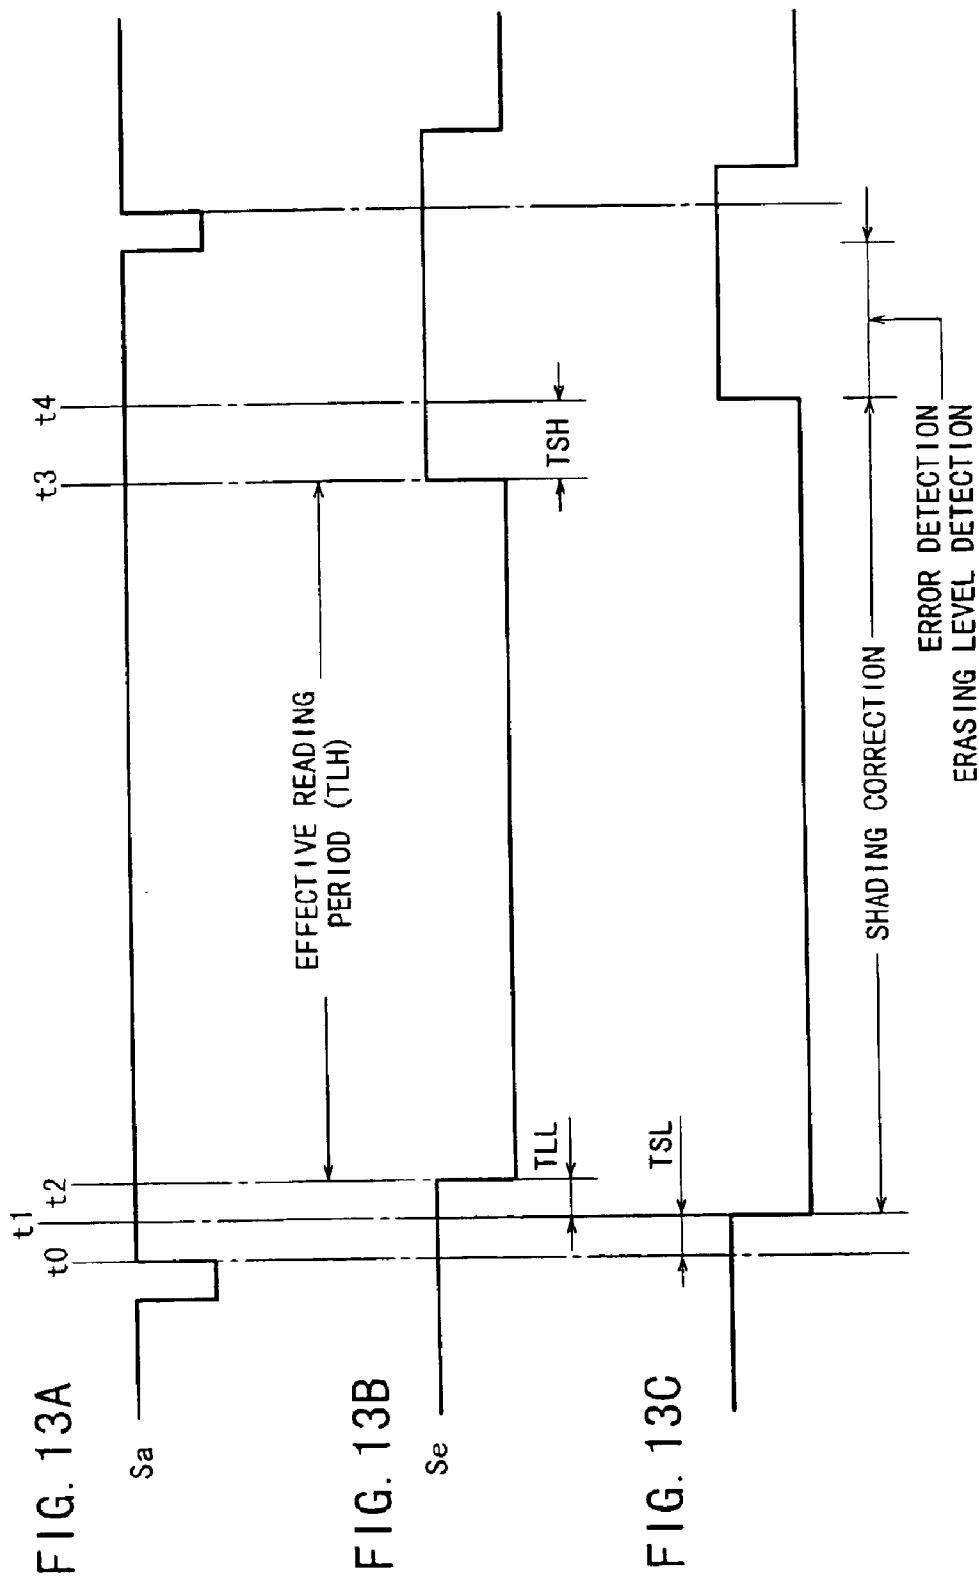 FIG. 13A
Sa
t0
t1
t2
t3
t4
EFFECTIVE READING
PERIOD (TLH)
FIG. 13B
Se
TLL
TSH
FIG. 13C
TSL
SHADING CORRECTION
ERROR DETECTION
ERASING LEVEL DETECTION